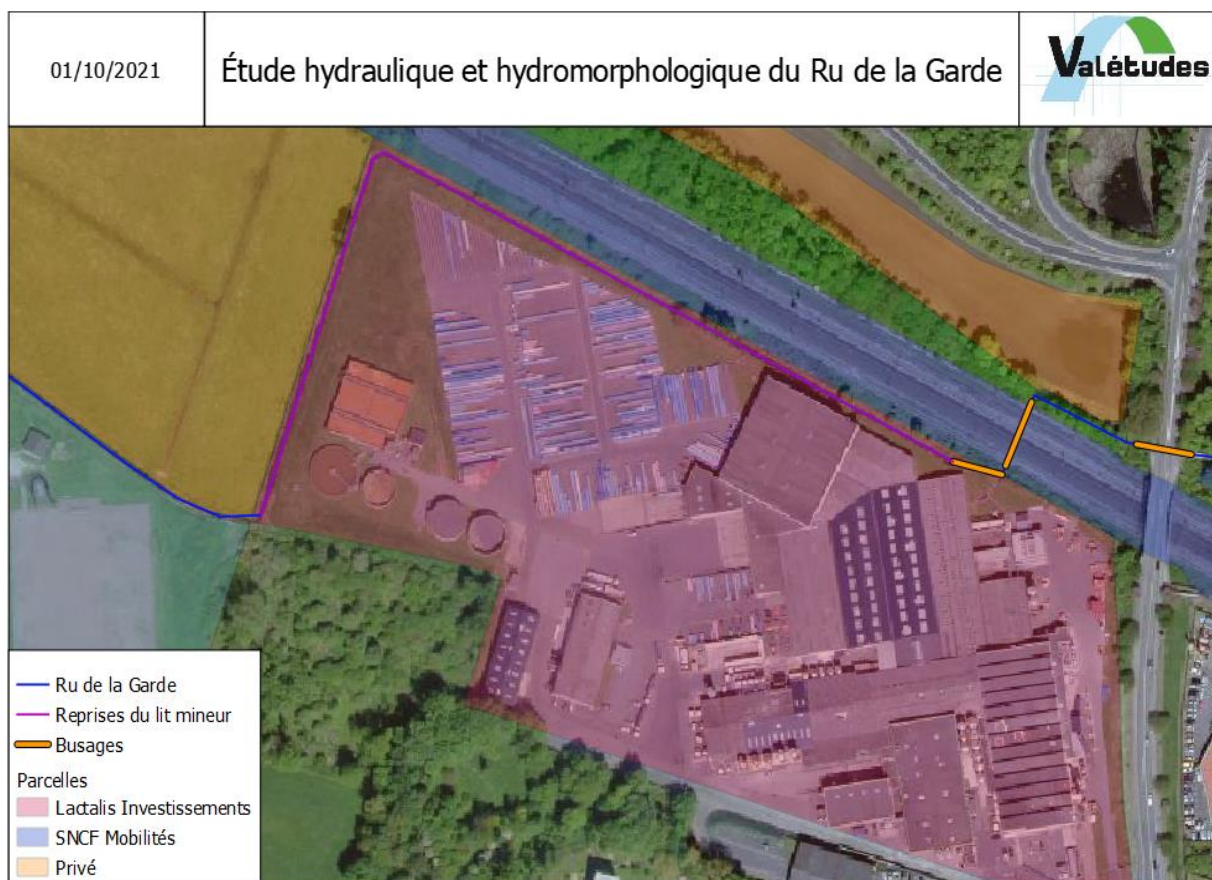 01/10/2021
Étude hydraulique et hydromorphologique du Ru de la Garde
Valétudes
Ru de la Garde
Reprises du lit mineur
Busages
Parcelles
Lactalis Investissements
SNCF Mobilités
Privé